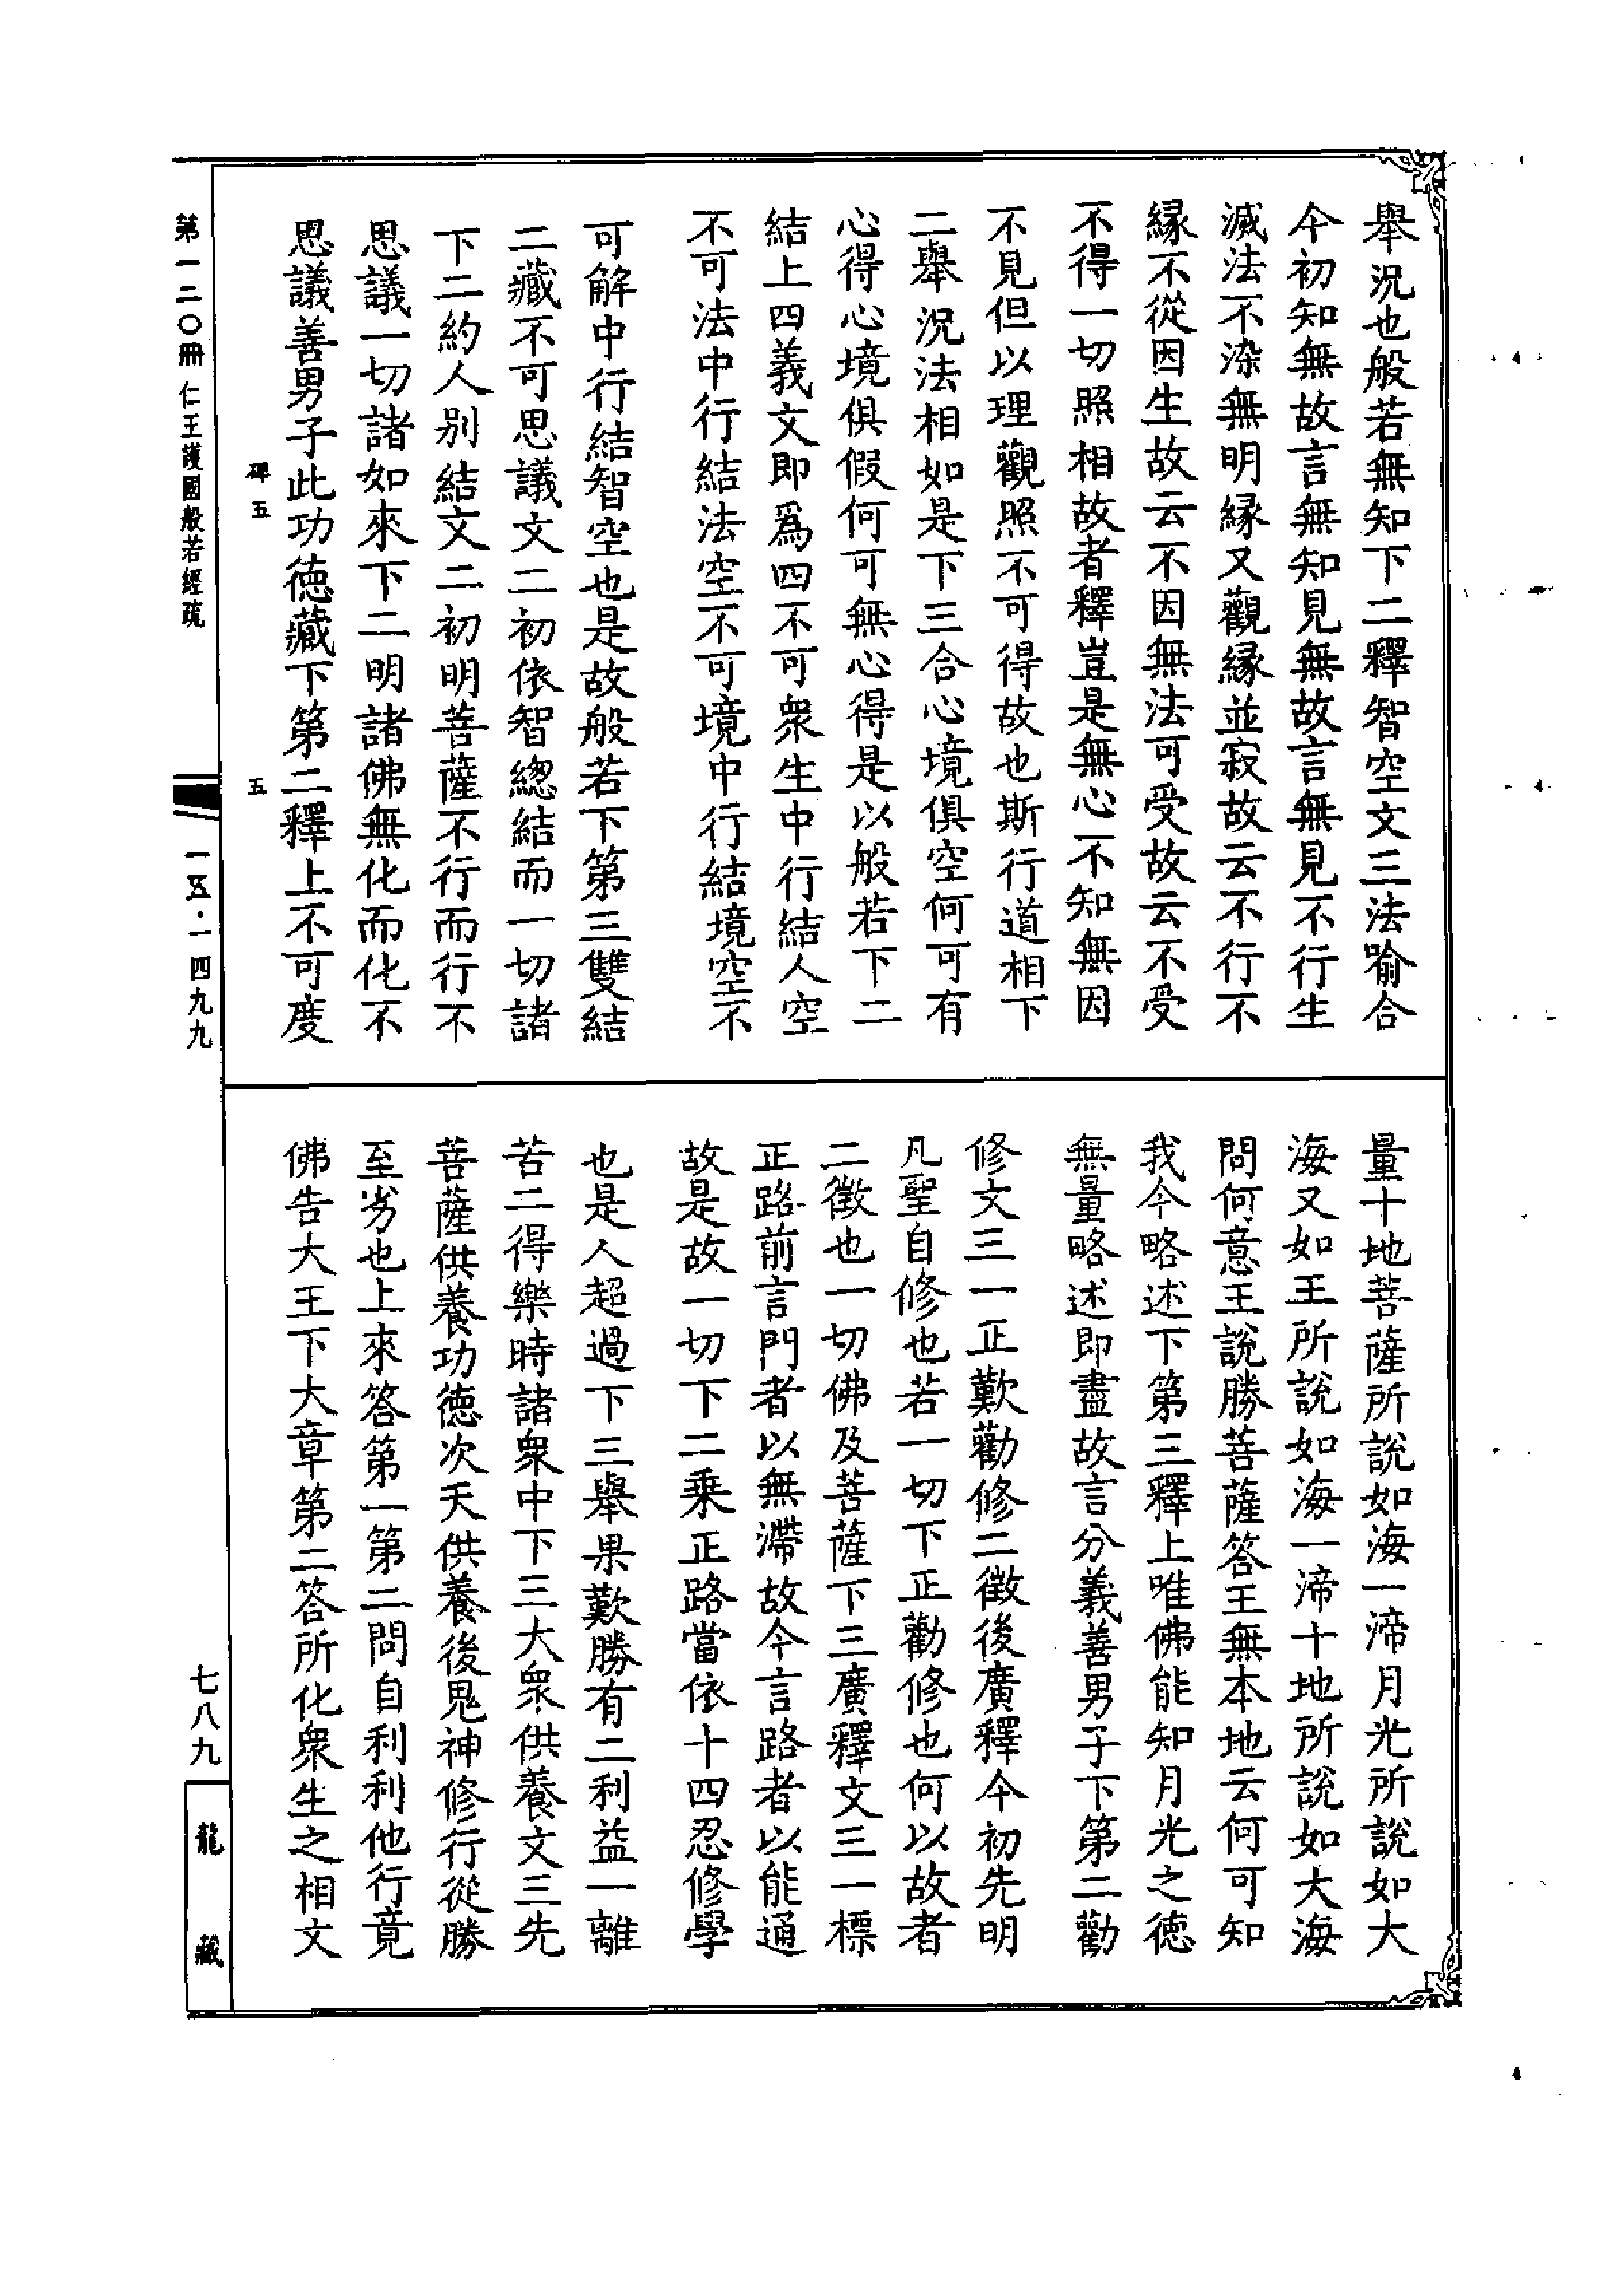 舉況也般若無知下二釋智空文三法喻合
今初知無故言無知見無故言無見不行生
滅法不染無明緣又觀緣並寂故云不行不
緣不從因生故云不因無法可受故云不受
不得一切照相故者釋豈是無心不知無因
不見但以理觀照不可得故也斯行道相下
二舉況法相如是下三合心境俱空何可有
心得心境俱假何可無心得是以般若下二
結上四義文即爲四不可衆生中行結人空
不可法中行結法空不可境中行結境空不
可解中行結智空也是故般若下第三雙結
二藏不可思議文二初依智總結而一切諸
下二約人別結文二初明菩薩不行而行不
思議一切諸如來下二明諸佛無化而化不
思議善男子此功德藏下第二釋上不可度
量十地菩薩所說如海一渧月光所說如大
海又如王所說如海一渧十地所說如大海
問何意王說勝菩薩答王無本地云何可知
我今略述下第三釋上唯佛能知月光之德
無量略述即盡故言分義善男子下第二勸
修文三一正歎勸修二徵後廣釋今初先明
凡聖自修也若一切下正勸修也何以故者
二徵也一切佛及菩薩下三廣釋文三一標
正路前言門者以無滯故今言路者以能通
故是故一切下二乘正路當依十四忍修學
也是人超過下三舉果歎勝有二利益一離
苦二得樂時諸衆中下三大衆供養文三先
菩薩供養功德次天供養後鬼神修行從勝
至劣也上來答第一第二問自利利他行竟
佛告大王下大章第二答所化衆生之相文
碑五
五
第一二〇冊 仁王護國般若經疏
一五·一四九九
七八九
龍藏